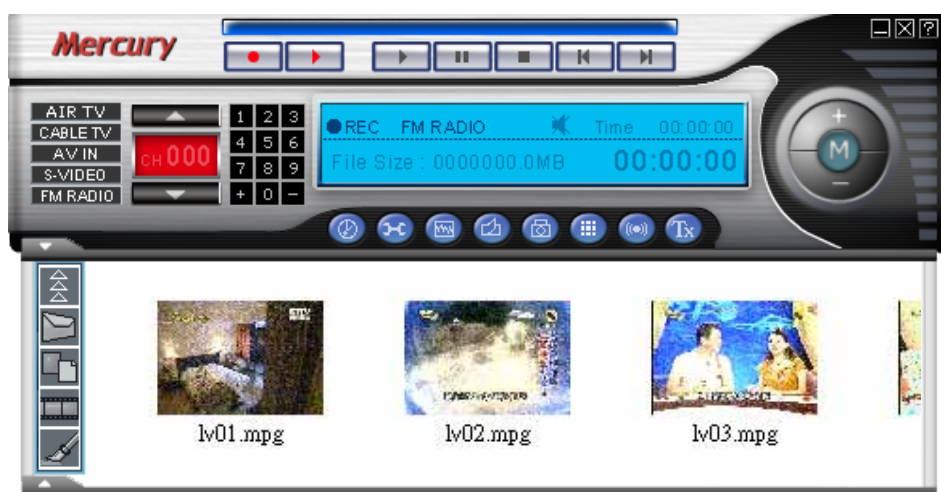 Mercury
AIR TV
CABLE TV
AV IN
S-VIDEO
FM RADIO
CH 000
1 2 3
4 5 6
7 8 9
+ 0 −
REC FM RADIO Time 00:00:00
File Size : 0000000.0MB 00:00:00
?
+
M
−
Tx
lv01.mpg lv02.mpg lv03.mpg